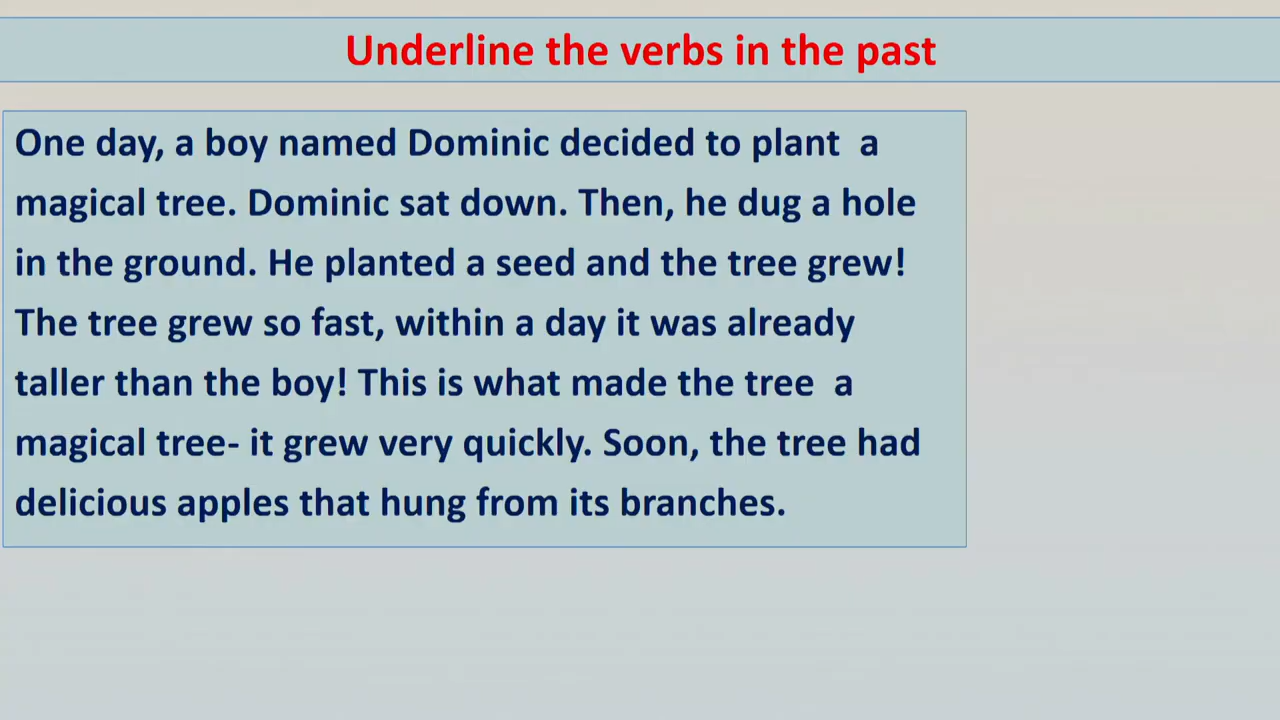 Underline the verbs in the past
One day, a boy named Dominic decided to plant a
magical tree. Dominic sat down. Then, he dug a hole
in the ground. He planted a seed and the tree grew!
The tree grew so fast, within a day it was already
taller than the boy! This is what made the tree a
magical tree- it grew very quickly. Soon, the tree had
delicious apples that hung from its branches.